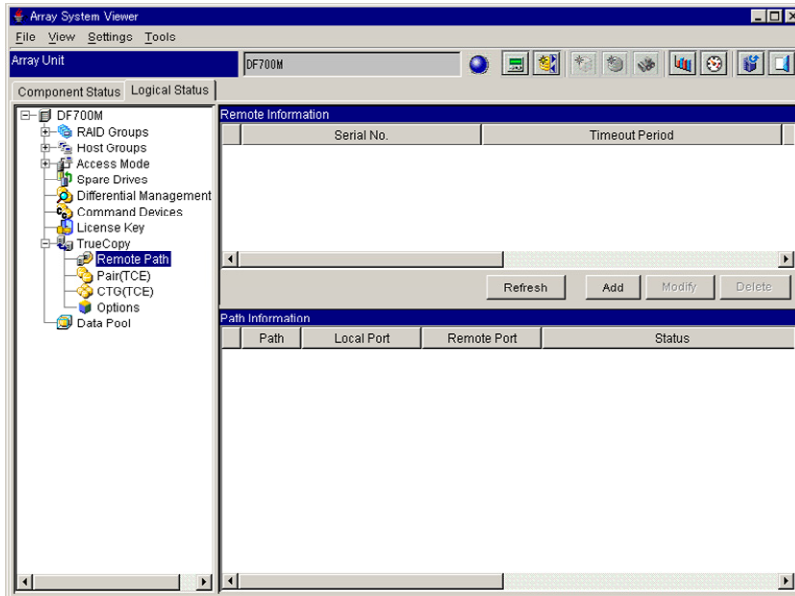 Array System Viewer
File View Settings Tools
Array Unit
DF700M
Component Status Logical Status
DF700M
RAID Groups
Host Groups
Access Mode
Spare Drives
Differential Management
Command Devices
License Key
TrueCopy
Remote Path
Pair(TCE)
CTG(TCE)
Options
Data Pool
Remote Information
Serial No. Timeout Period
Refresh Add Modify Delete
Path Information
Path Local Port Remote Port Status